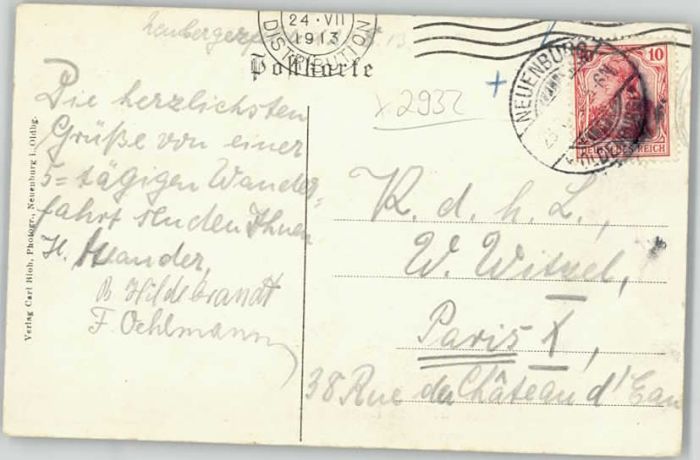 24·VII
1913
DISTRIBUTION
Postkarte
x 2932
NEUENBURG
10
DEUTSCHES REICH
Die herzlichsten
Grüße von einer
5=tägigen Wander=
fahrt senden Ihnen
H. Hander,
B Hildebrandt
F. Oehlmann
K. d. h. L.,
W. Witzel,
Paris X,
38 Rue du Château d'Eau
Verlag Carl Bloh, Photogr., Neuenburg i. Oldbg.